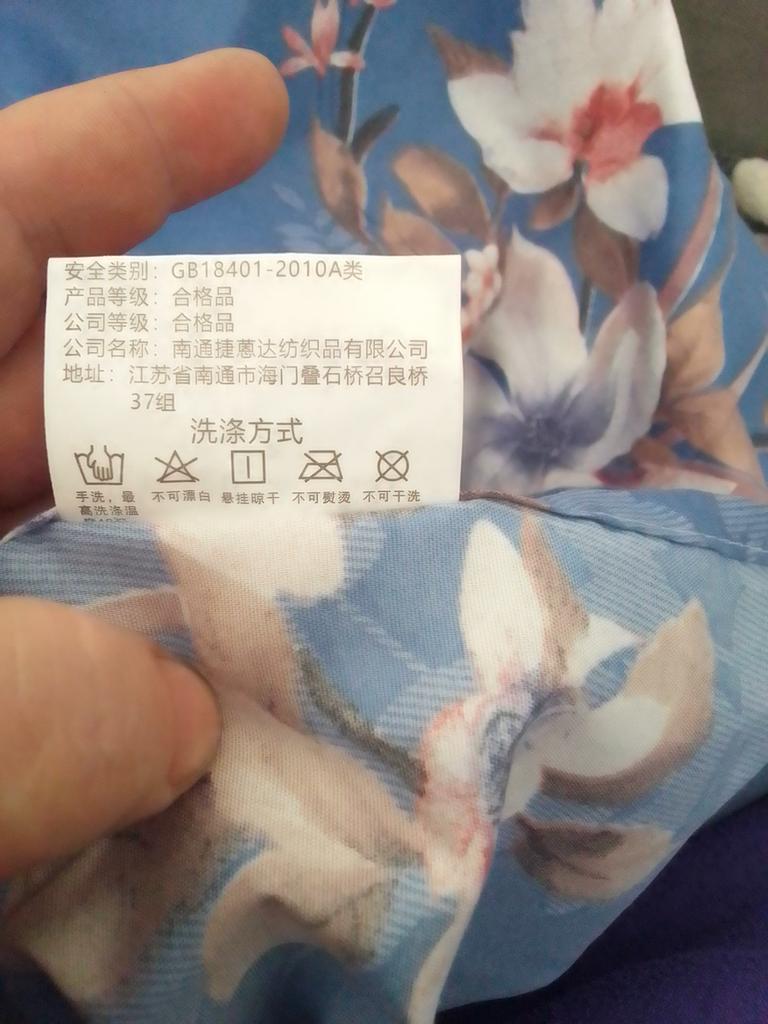 安全类别：GB18401-2010A类
产品等级：合格品
公司等级：合格品
公司名称：南通捷蒽达纺织品有限公司
地址：江苏省南通市海门叠石桥召良桥
37组
洗涤方式
手洗，最
高洗涤温
不可漂白
悬挂晾干
不可熨烫
不可干洗